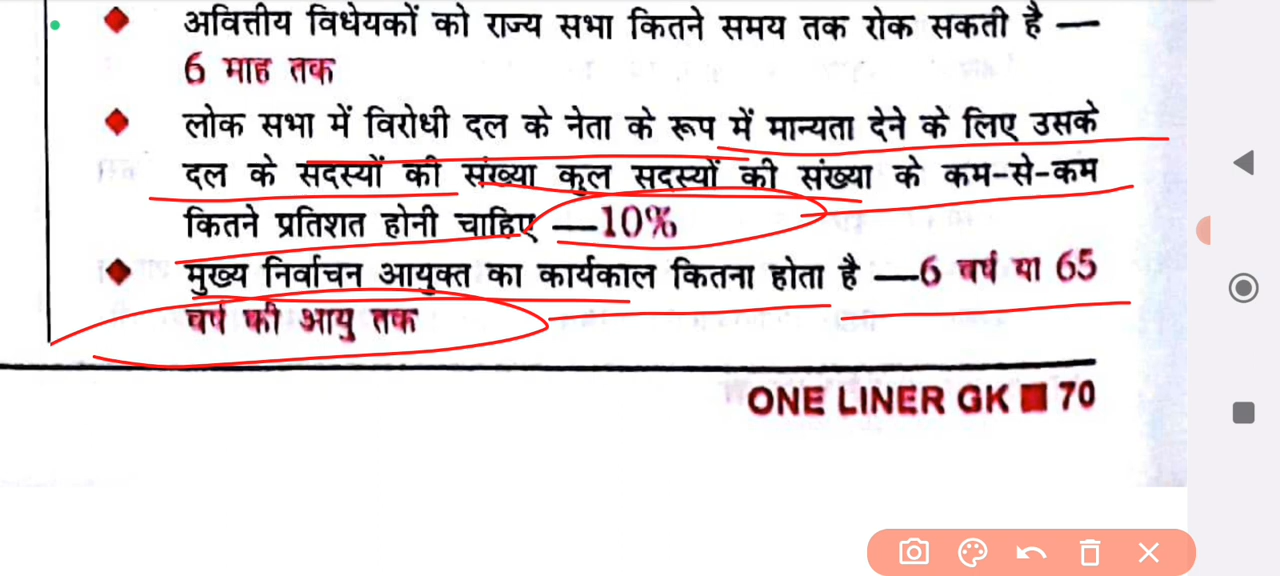 अवित्तीय विधेयकों को राज्य सभा कितने समय तक रोक सकती है —
6 माह तक
लोक सभा में विरोधी दल के नेता के रूप में मान्यता देने के लिए उसके
दल के सदस्यों की संख्या कुल सदस्यों की संख्या के कम-से-कम
कितने प्रतिशत होनी चाहिए —10%
मुख्य निर्वाचन आयुक्त का कार्यकाल कितना होता है —6 वर्ष या 65
वर्ष की आयु तक
ONE LINER GK ■ 70